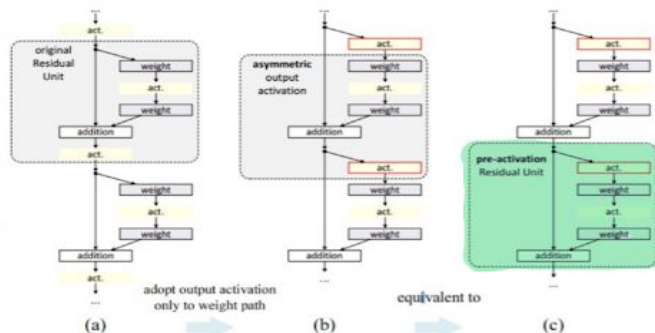 ...
act.
original
Residual
Unit
weight
act.
weight
addition
act.
weight
act.
weight
addition
act.
...
(a)
adopt output activation
only to weight path
...
act.
asymmetric
output
activation
weight
act.
weight
addition
act.
weight
act.
weight
addition
...
(b)
equivalent to
...
act.
weight
act.
weight
addition
pre-activation
Residual Unit
act.
weight
act.
weight
addition
...
(c)